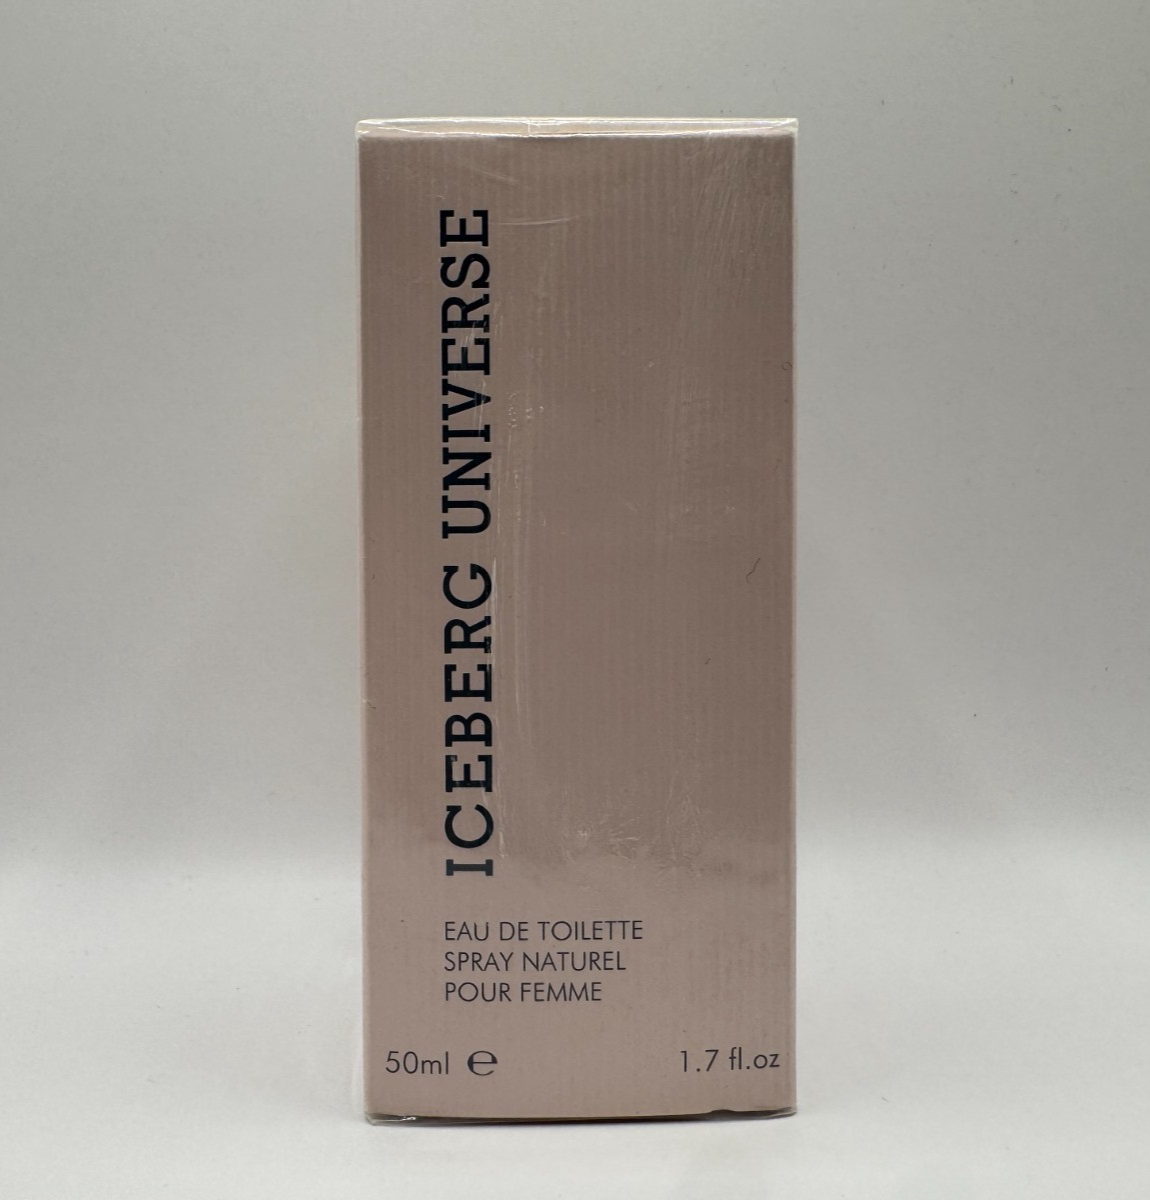 ICEBERG UNIVERSE
EAU DE TOILETTE
SPRAY NATUREL
POUR FEMME
50ml ℮ 1.7 fl.oz